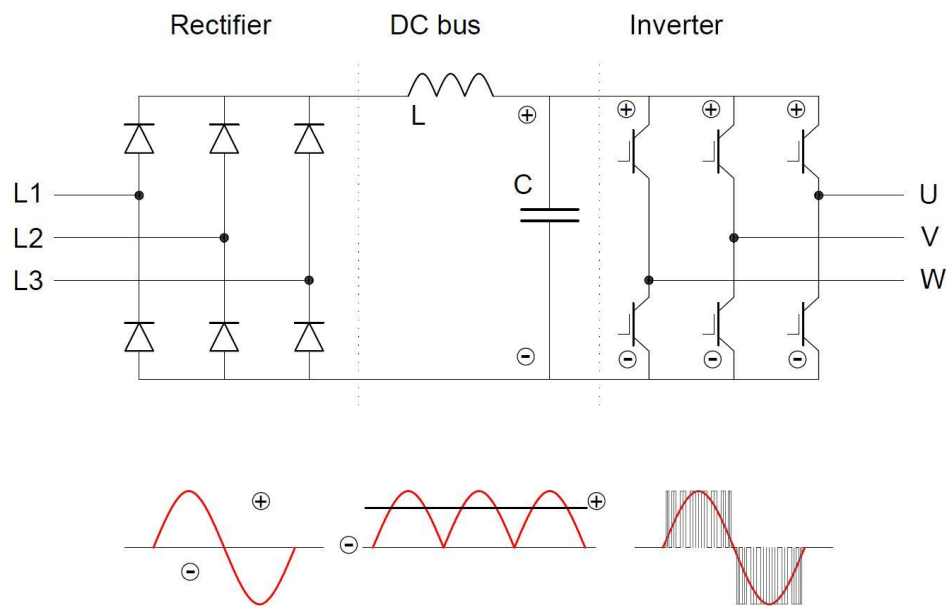 Rectifier
DC bus
Inverter
L
+
+
+
+
L1
C
U
L2
V
L3
W
-
-
-
-
+
+
-
-